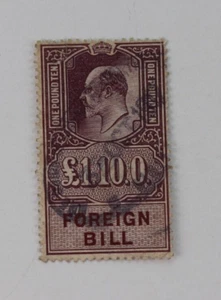 ONE POUND TEN
ONE POUND TEN
£1.10.0
FOREIGN
BILL